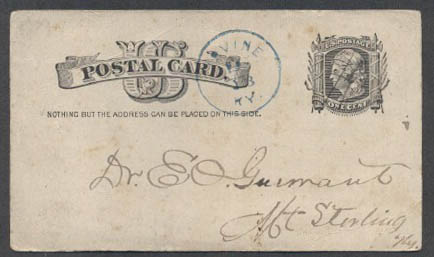 US
POSTAL CARD.
NOTHING BUT THE ADDRESS CAN BE PLACED ON THIS SIDE.
VINE
KY.
U.S. POSTAGE
ONE CENT
Dr. E O Guerrant
Mt Sterling
Ky.